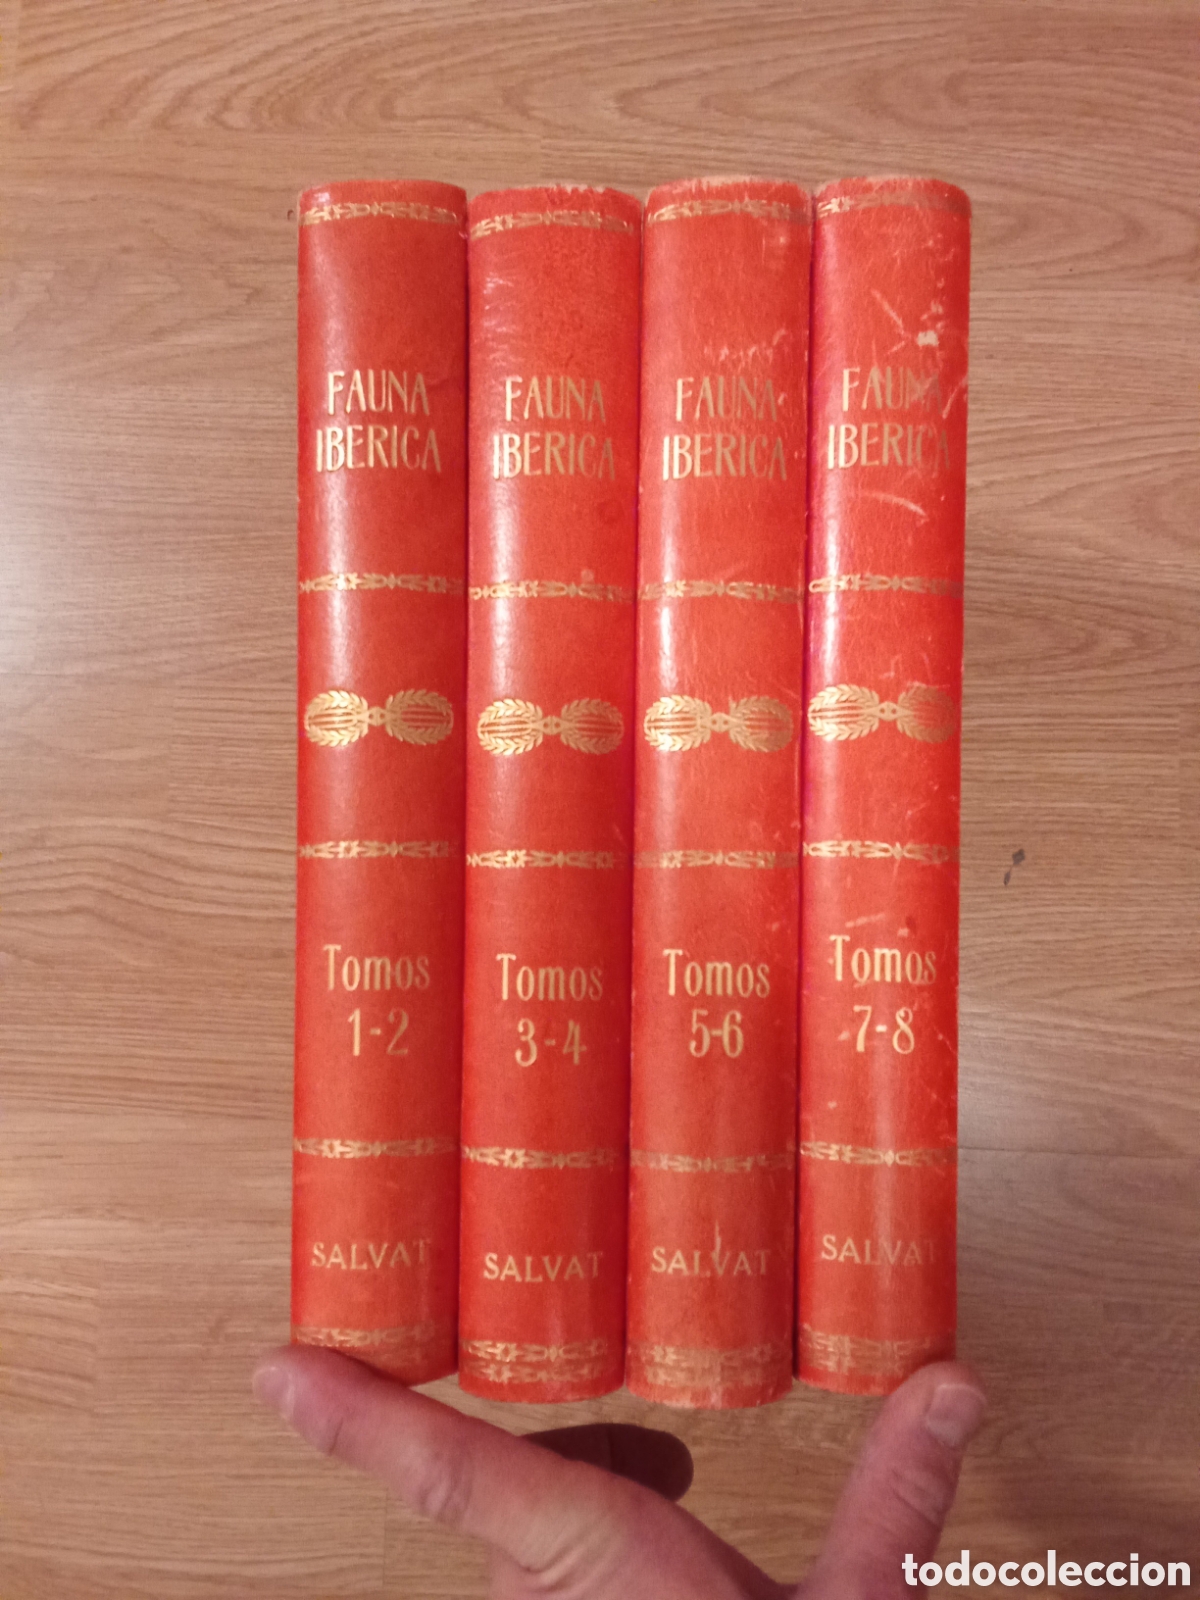 FAUNA
IBERICA
Tomos
1-2
SALVAT
FAUNA
IBERICA
Tomos
3-4
SALVAT
FAUNA
IBERICA
Tomos
5-6
SALVAT
FAUNA
IBERICA
Tomos
7-8
SALVAT
todocoleccion